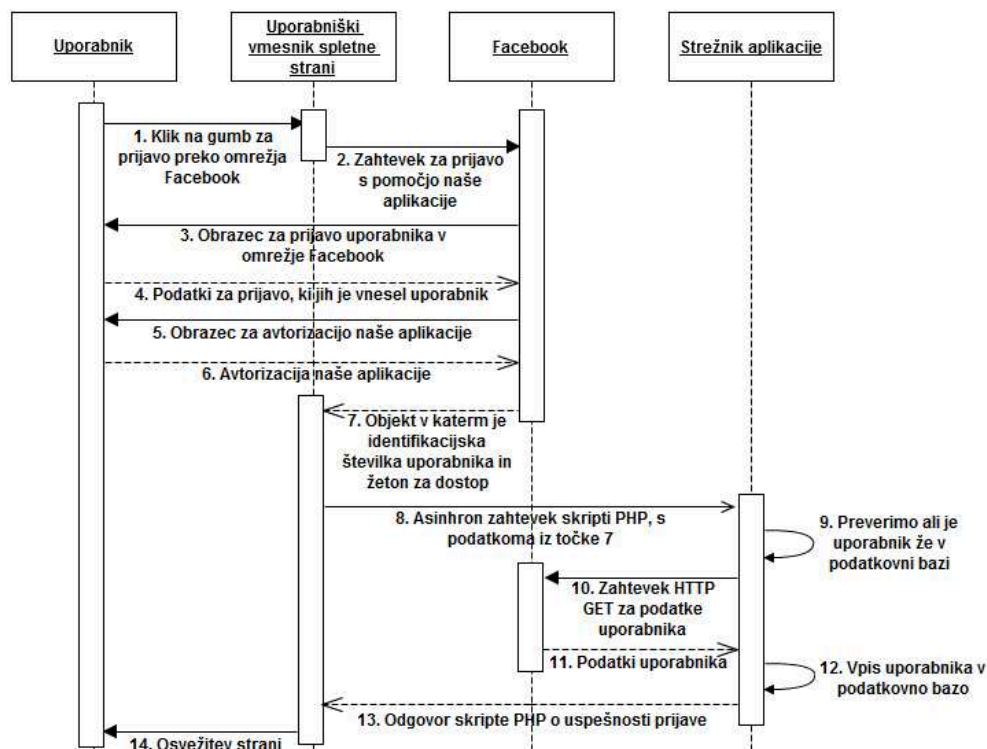 Uporabnik
Uporabniški
vmesnik spletne
strani
Facebook
Strežnik aplikacije
1. Klik na gumb za
prijavo preko omrežja
Facebook
2. Zahtevek za prijavo
s pomočjo naše
aplikacije
3. Obrazec za prijavo uporabnika v
omrežje Facebook
4. Podatki za prijavo, ki jih je vnesel uporabnik
5. Obrazec za avtorizacijo naše aplikacije
6. Avtorizacija naše aplikacije
7. Objekt v katerm je
identifikacijska
številka uporabnika in
žeton za dostop
8. Asinhron zahtevek skripti PHP, s
podatkoma iz točke 7
9. Preverimo ali je
uporabnik že v
podatkovni bazi
10. Zahtevek HTTP
GET za podatke
uporabnika
11. Podatki uporabnika
12. Vpis uporabnika v
podatkovno bazo
13. Odgovor skripte PHP o uspešnosti prijave
14. Osvežitev strani